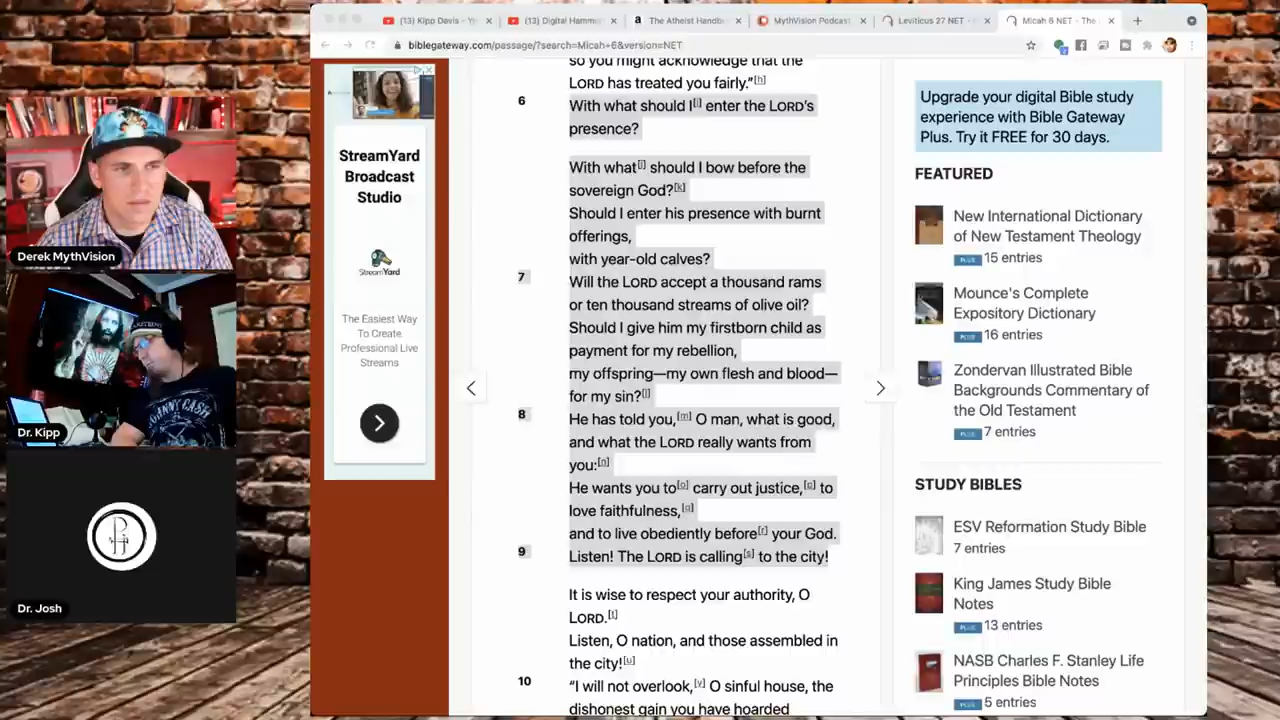 (13) Kipp Davis - Y
(13) Digital Hammur
The Atheist Handb
MythVision Podcast
Leviticus 27 NET -
Micah 6 NET - The
biblegateway.com/passage/?search=Micah+6&version=NET
Derek MythVision
Dr. Kipp
Dr. Josh
StreamYard
Broadcast
Studio
StreamYard
The Easiest Way
To Create
Professional Live
Streams
so you might acknowledge that the
LORD has treated you fairly.”[h]
6 With what should I[i] enter the LORD’s
presence?
With what[j] should I bow before the
sovereign God?[k]
Should I enter his presence with burnt
offerings,
with year-old calves?
7 Will the LORD accept a thousand rams
or ten thousand streams of olive oil?
Should I give him my firstborn child as
payment for my rebellion,
my offspring—my own flesh and blood—
for my sin?[l]
8 He has told you,[m] O man, what is good,
and what the LORD really wants from
you:[n]
He wants you to[o] carry out justice,[p] to
love faithfulness,[q]
and to live obediently before[r] your God.
9 Listen! The LORD is calling[s] to the city!
It is wise to respect your authority, O
LORD.[t]
Listen, O nation, and those assembled in
the city![u]
10 “I will not overlook,[v] O sinful house, the
dishonest gain you have hoarded
Upgrade your digital Bible study
experience with Bible Gateway
Plus. Try it FREE for 30 days.
FEATURED
New International Dictionary
of New Testament Theology
PLUS 15 entries
Mounce's Complete
Expository Dictionary
PLUS 16 entries
Zondervan Illustrated Bible
Backgrounds Commentary of
the Old Testament
PLUS 7 entries
STUDY BIBLES
ESV Reformation Study Bible
7 entries
King James Study Bible
Notes
PLUS 13 entries
NASB Charles F. Stanley Life
Principles Bible Notes
PLUS 5 entries